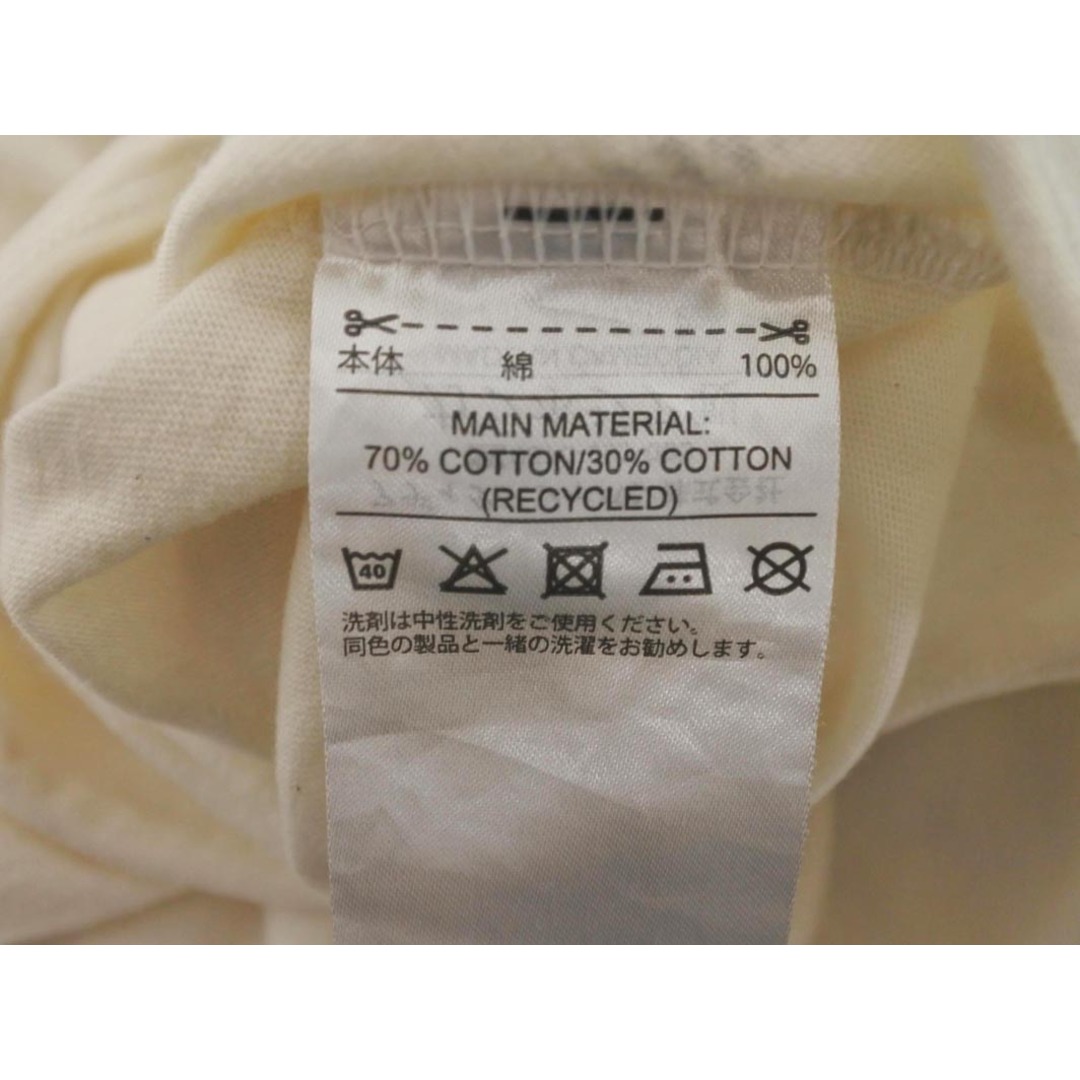 本体 綿 100%
MAIN MATERIAL:
70% COTTON/30% COTTON
(RECYCLED)
40
洗剤は中性洗剤をご使用ください。
同色の製品と一緒の洗濯をお勧めします。